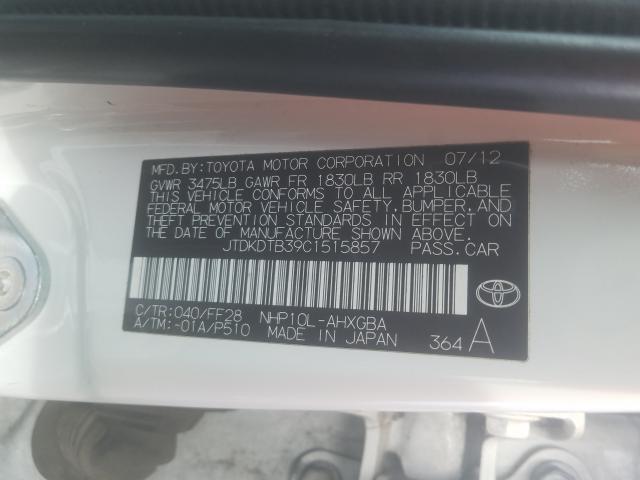 MFD.BY:TOYOTA MOTOR CORPORATION 07/12
GVWR 3475LB GAWR FR 1830LB RR 1830LB
THIS VEHICLE CONFORMS TO ALL APPLICABLE
FEDERAL MOTOR VEHICLE SAFETY,BUMPER,AND
THEFT PREVENTION STANDARDS IN EFFECT ON
THE DATE OF MANUFACTURE SHOWN ABOVE.
JTDKDTB39C1515857 PASS.CAR
C/TR:040/FF28 NHP10L-AHXGBA
A/TM:-01A/P510 MADE IN JAPAN 364 A